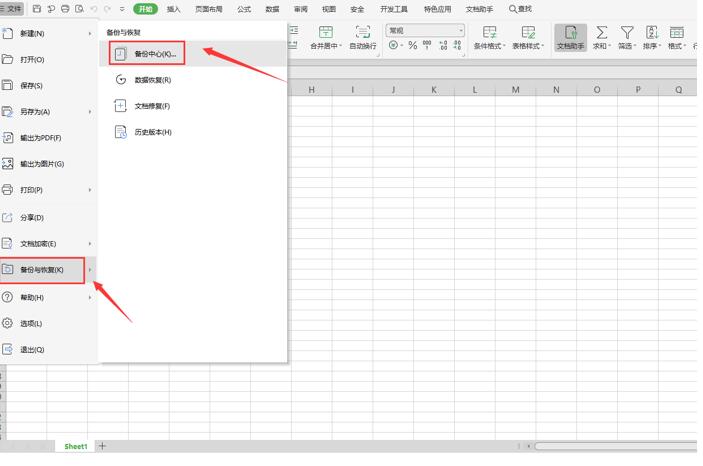 文件 开始 插入 页面布局 公式 数据 审阅 视图 安全 开发工具 特色应用 文档助手 查找
新建(N)
打开(O)
保存(S)
另存为(A)
输出为PDF(F)
输出为图片(G)
打印(P)
分享(D)
文档加密(E)
备份与恢复(K)
帮助(H)
选项(L)
退出(Q)
备份与恢复
备份中心(K)...
数据恢复(R)
文档修复(F)
历史版本(H)
常规
合并居中 自动换行 % 条件格式 表格样式 文档助手 求和 筛选 排序 格式
H I J K L M N O P Q
Sheet1